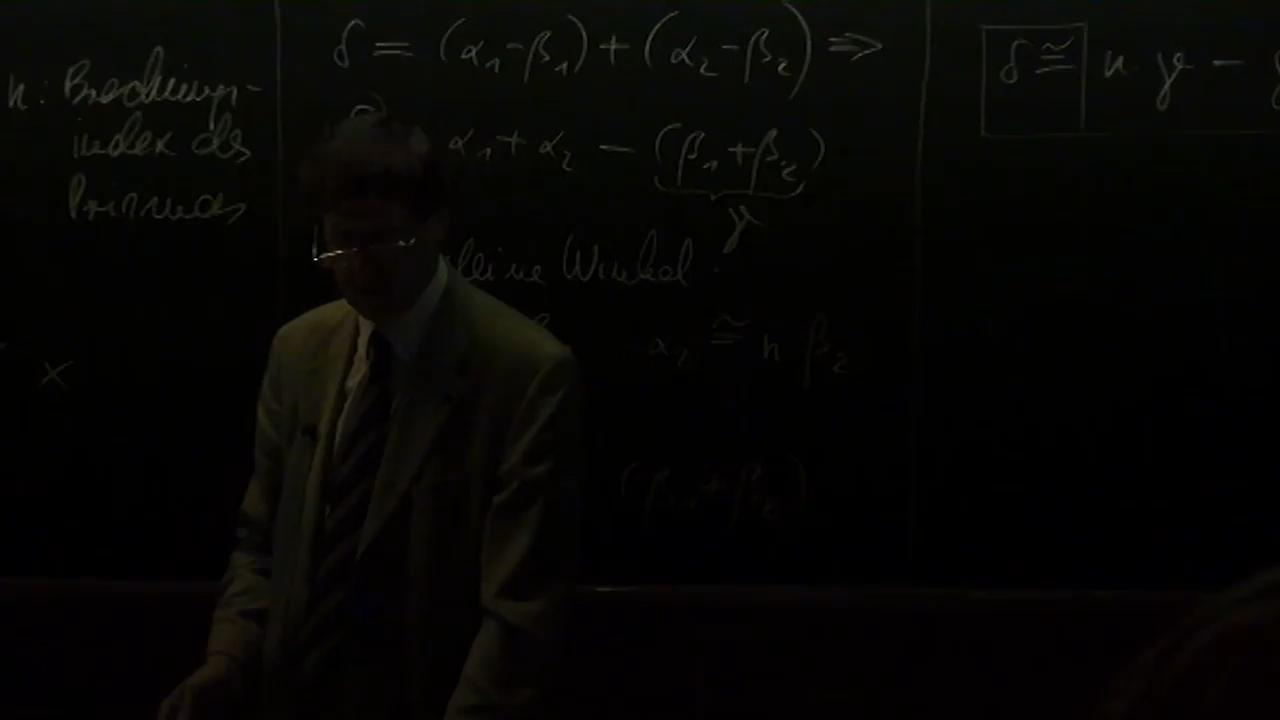 n: Brechungs-
index des
Prismas
x
δ = (α₁-β₁)+(α₂-β₂) ⇒
α₁+α₂ - (β₁+β₂)
γ
kleine Winkel
α₂ ≅ n β₂
(β₁+β₂)
δ ≅ n γ -